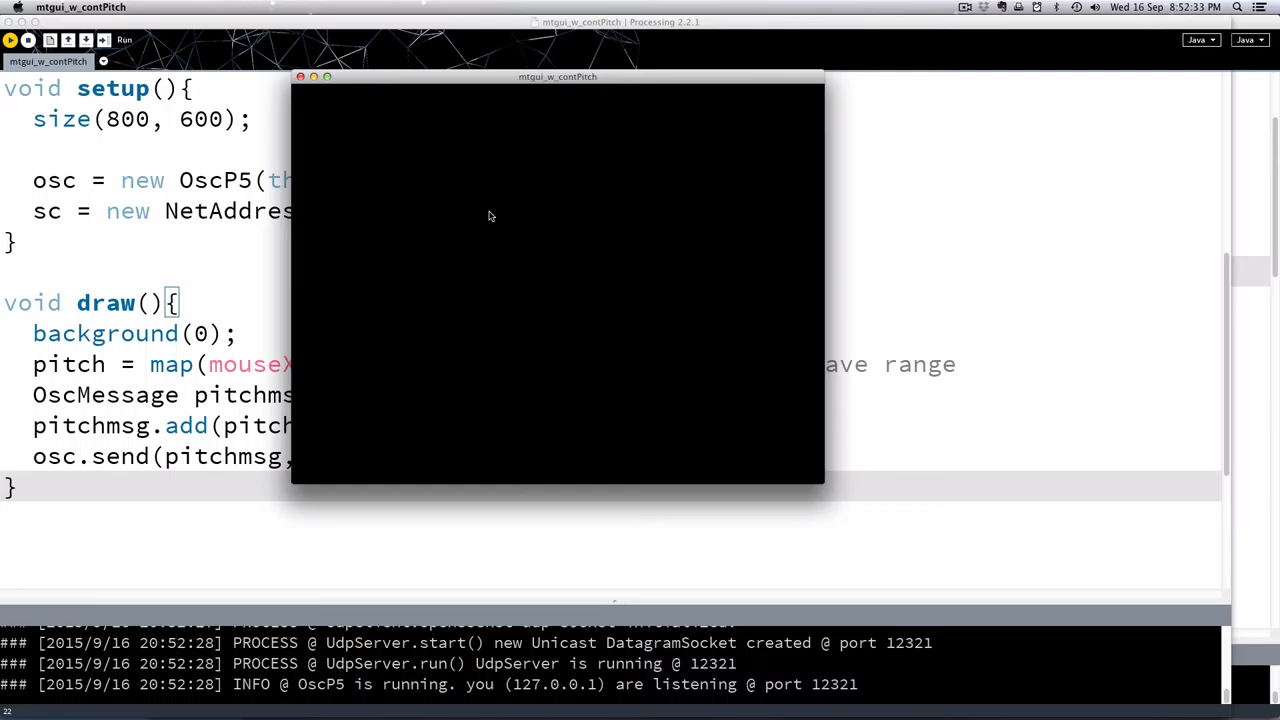 mtgui_w_contPitch
Wed 16 Sep 8:52:33 PM
mtgui_w_contPitch | Processing 2.2.1
Run
Java
Java
mtgui_w_contPitch
mtgui_w_contPitch
void setup(){
size(800, 600);
osc = new OscP5(th
sc = new NetAddres
}
void draw(){
background(0);
pitch = map(mouseX ave range
OscMessage pitchms
pitchmsg.add(pitch
osc.send(pitchmsg,
}
### [2015/9/16 20:52:28] PROCESS @ UdpServer.start() new Unicast DatagramSocket created @ port 12321
### [2015/9/16 20:52:28] PROCESS @ UdpServer.run() UdpServer is running @ 12321
### [2015/9/16 20:52:28] INFO @ OscP5 is running. you (127.0.0.1) are listening @ port 12321
22